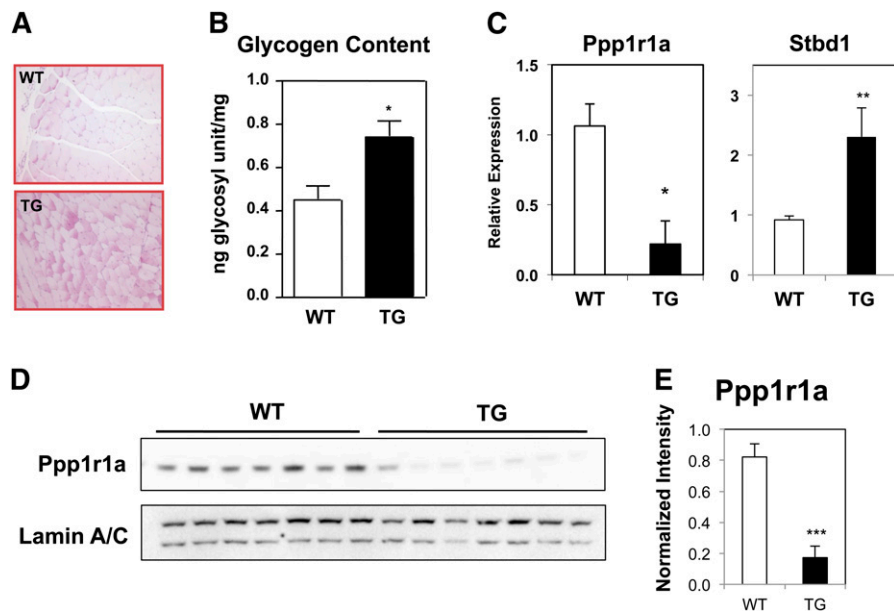 A
WT
TG
B
Glycogen Content
ng glycosyl unit/mg
1.0
0.8
0.6
0.4
0.2
0.0
*
WT
TG
C
Ppp1r1a
Relative Expression
1.5
1.0
0.5
0.0
*
WT
TG
Stbd1
3
2
1
0
**
WT
TG
D
WT
TG
Ppp1r1a
Lamin A/C
E
Ppp1r1a
Normalized Intensity
1.0
0.8
0.6
0.4
0.2
0.0
***
WT
TG